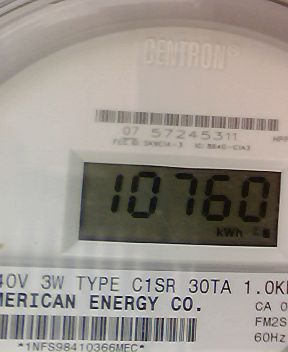 CENTRON®
07 57245311
10760
kWh
40V 3W TYPE C1SR 30TA 1.0K
MERICAN ENERGY CO.
CA 0
FM2S
60Hz
*1NFS98410366MEC*